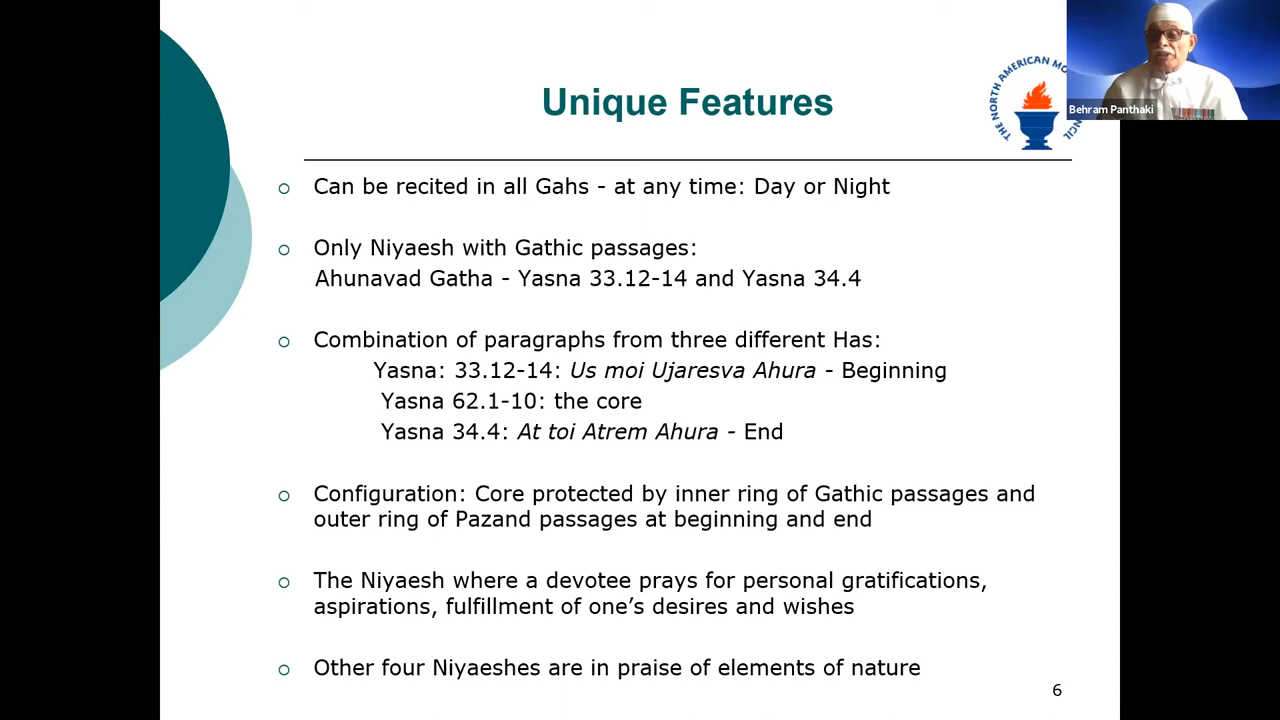 Unique Features
THE NORTH AMERICAN MO
CIL
Behram Panthaki
○ Can be recited in all Gahs - at any time: Day or Night
○ Only Niyaesh with Gathic passages:
Ahunavad Gatha - Yasna 33.12-14 and Yasna 34.4
○ Combination of paragraphs from three different Has:
Yasna: 33.12-14: Us moi Ujaresva Ahura - Beginning
Yasna 62.1-10: the core
Yasna 34.4: At toi Atrem Ahura - End
○ Configuration: Core protected by inner ring of Gathic passages and
outer ring of Pazand passages at beginning and end
○ The Niyaesh where a devotee prays for personal gratifications,
aspirations, fulfillment of one’s desires and wishes
○ Other four Niyaeshes are in praise of elements of nature
6